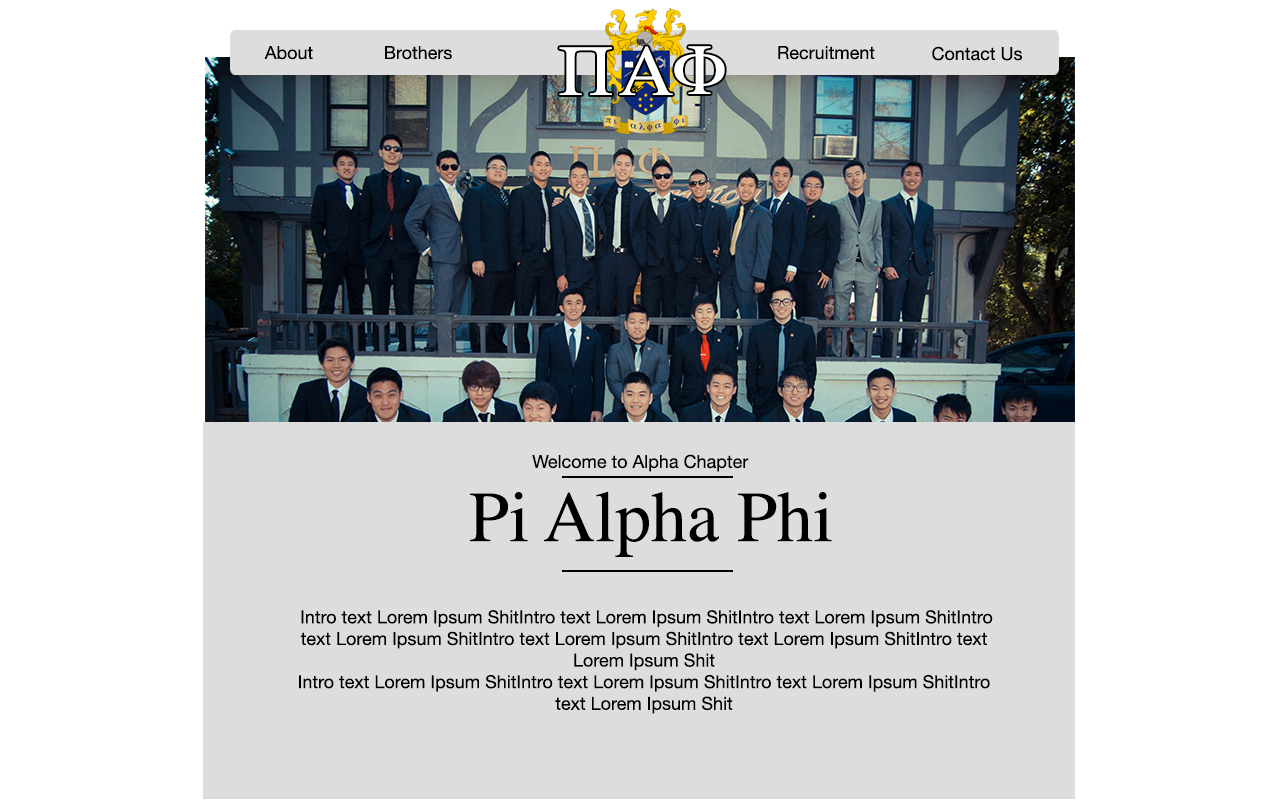 About
Brothers
ΠΑΦ
Recruitment
Contact Us
πι αλφα φι
Welcome to Alpha Chapter
Pi Alpha Phi
Intro text Lorem Ipsum ShitIntro text Lorem Ipsum ShitIntro text Lorem Ipsum ShitIntro
text Lorem Ipsum ShitIntro text Lorem Ipsum ShitIntro text Lorem Ipsum ShitIntro text
Lorem Ipsum Shit
Intro text Lorem Ipsum ShitIntro text Lorem Ipsum ShitIntro text Lorem Ipsum ShitIntro
text Lorem Ipsum Shit